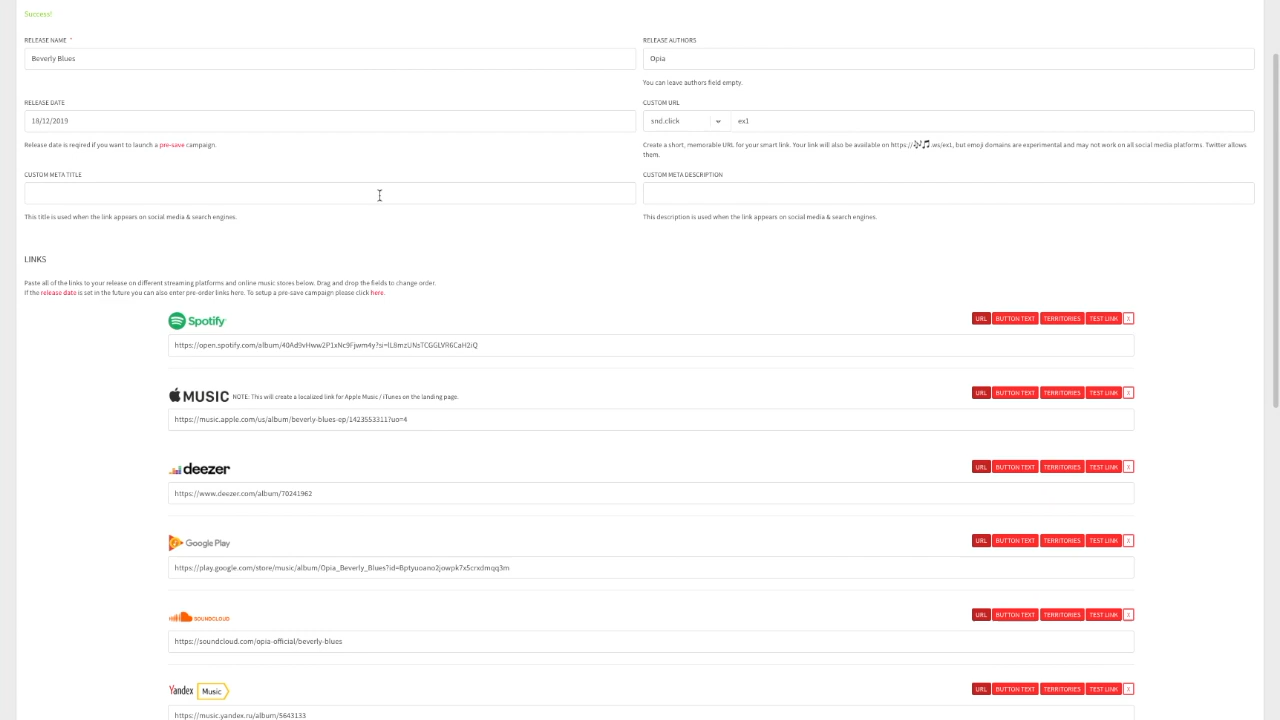 Success!
RELEASE NAME *
RELEASE AUTHORS
Beverly Blues
Opia
You can leave authors field empty.
RELEASE DATE
CUSTOM URL
18/12/2019
snd.click
ex1
Release date is reqired if you want to launch a pre-save campaign.
Create a short, memorable URL for your smart link. Your link will also be available on https://🎶🎵.ws/ex1, but emoji domains are experimental and may not work on all social media platforms. Twitter allows
them.
CUSTOM META TITLE
CUSTOM META DESCRIPTION
This title is used when the link appears on social media & search engines.
This description is used when the link appears on social media & search engines.
LINKS
Paste all of the links to your release on different streaming platforms and online music stores below. Drag and drop the fields to change order.
If the release date is set in the future you can also enter pre-order links here. To setup a pre-save campaign please click here.
Spotify
URL BUTTON TEXT TERRITORIES TEST LINK X
MUSIC NOTE: This will create a localized link for Apple Music / iTunes on the landing page.
URL BUTTON TEXT TERRITORIES TEST LINK X
https://music.apple.com/us/album/beverly-blues-ep/1423553311?uo=4
deezer
URL BUTTON TEXT TERRITORIES TEST LINK X
https://www.deezer.com/album/70241962
Google Play
URL BUTTON TEXT TERRITORIES TEST LINK X
SOUNDCLOUD
URL BUTTON TEXT TERRITORIES TEST LINK X
https://soundcloud.com/opia-official/beverly-blues
Yandex Music
URL BUTTON TEXT TERRITORIES TEST LINK X
https://music.yandex.ru/album/5643133